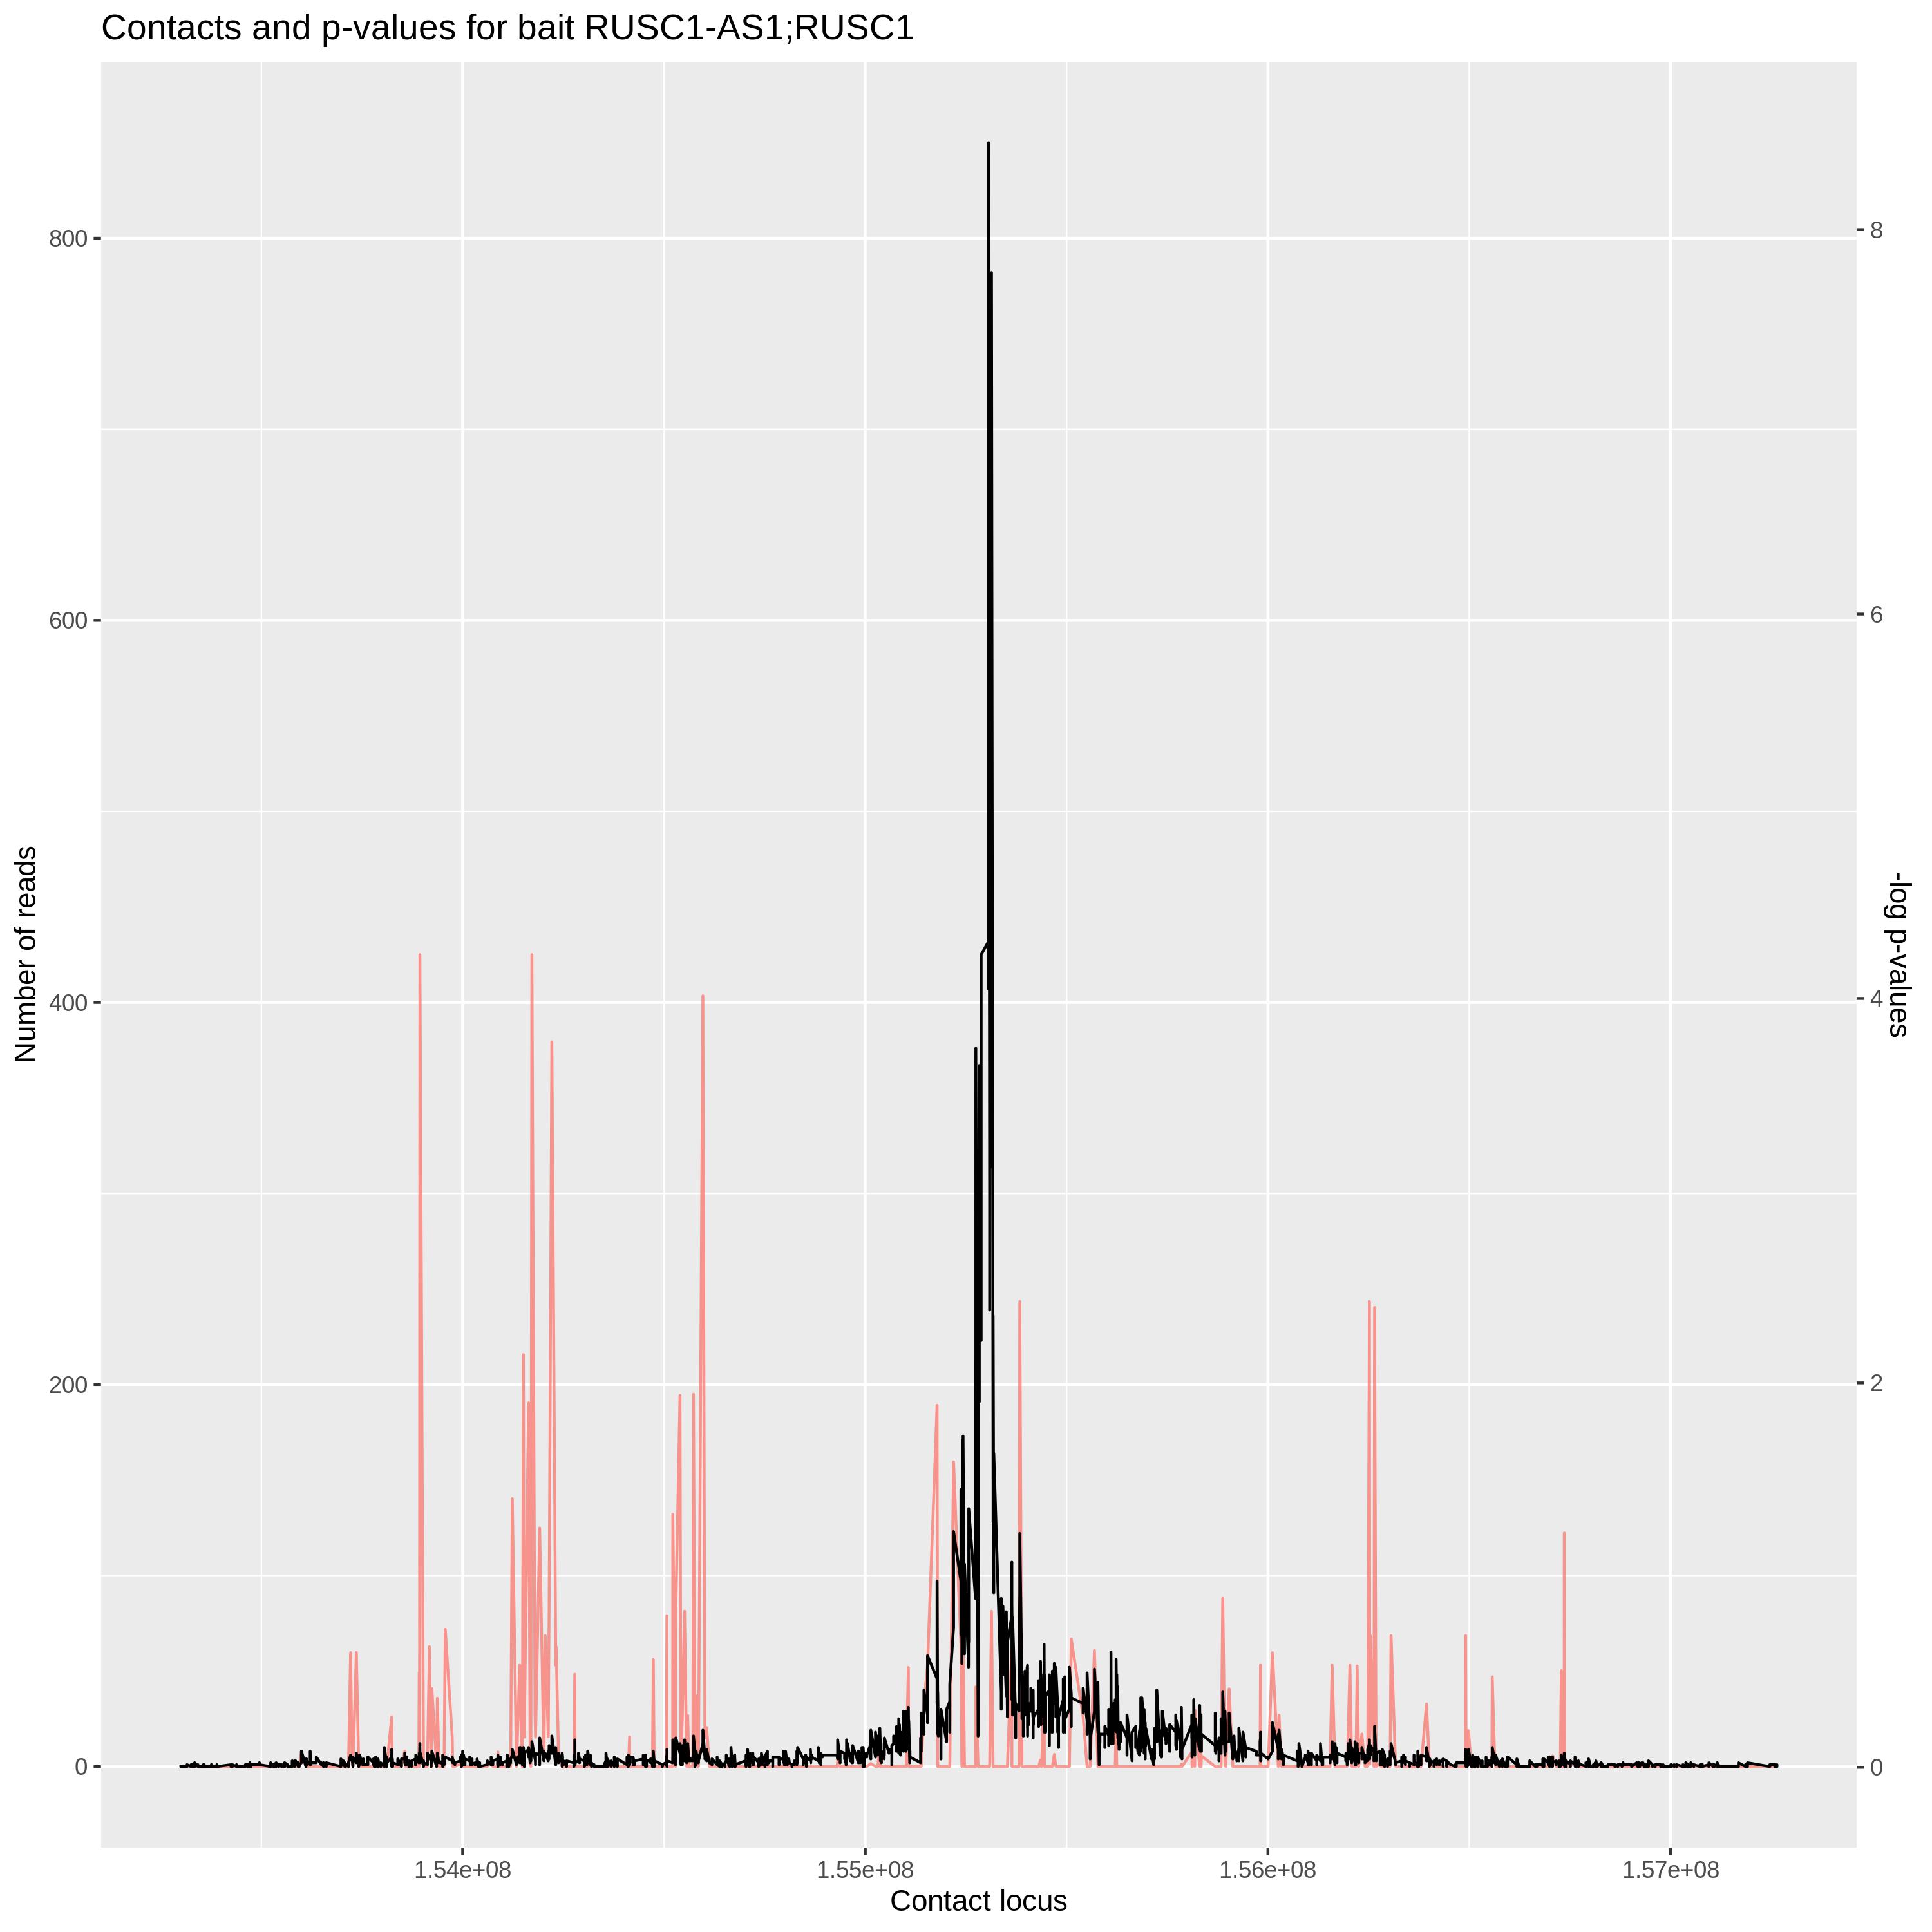 Contacts and p-values for bait RUSC1-AS1;RUSC1
800
600
400
200
0
8
6
4
2
0
Number of reads
-log p-values
1.54e+08 1.55e+08 1.56e+08 1.57e+08
Contact locus